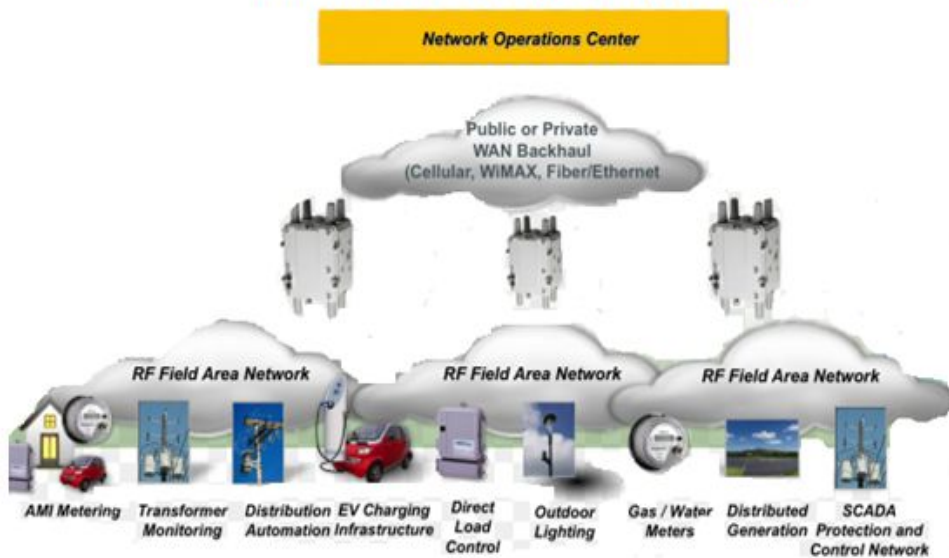 Network Operations Center
Public or Private
WAN Backhaul
(Cellular, WiMAX, Fiber/Ethernet
RF Field Area Network
RF Field Area Network
RF Field Area Network
AMI Metering
Transformer
Monitoring
Distribution
Automation
EV Charging
Infrastructure
Direct
Load
Control
Outdoor
Lighting
Gas / Water
Meters
Distributed
Generation
SCADA
Protection and
Control Network